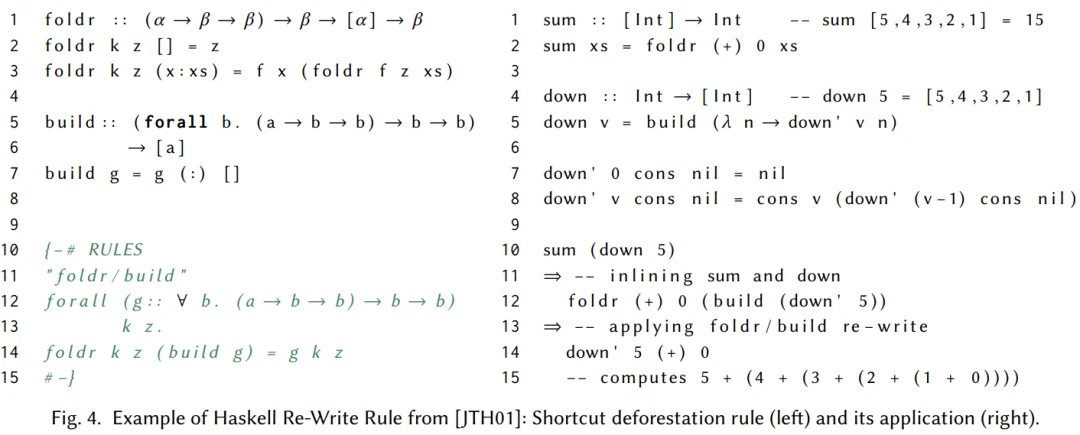 1 foldr :: (α → β → β) → β → [α] → β
2 foldr k z [] = z
3 foldr k z (x:xs) = f x (foldr f z xs)
4
5 build:: (forall b. (a → b → b) → b → b)
6 → [a]
7 build g = g (:) []
8
9
10 {-# RULES
11 "foldr/build"
12 forall (g:: ∀ b. (a → b → b) → b → b)
13 k z.
14 foldr k z (build g) = g k z
15 #-}
1 sum :: [Int] → Int -- sum [5,4,3,2,1] = 15
2 sum xs = foldr (+) 0 xs
3
4 down :: Int → [Int] -- down 5 = [5,4,3,2,1]
5 down v = build (λ n → down' v n)
6
7 down' 0 cons nil = nil
8 down' v cons nil = cons v (down' (v-1) cons nil)
9
10 sum (down 5)
11 ⇒ -- inlining sum and down
12 foldr (+) 0 (build (down' 5))
13 ⇒ -- applying foldr/build re-write
14 down' 5 (+) 0
15 -- computes 5 + (4 + (3 + (2 + (1 + 0))))
Fig. 4. Example of Haskell Re-Write Rule from [JTH01]: Shortcut deforestation rule (left) and its application (right).